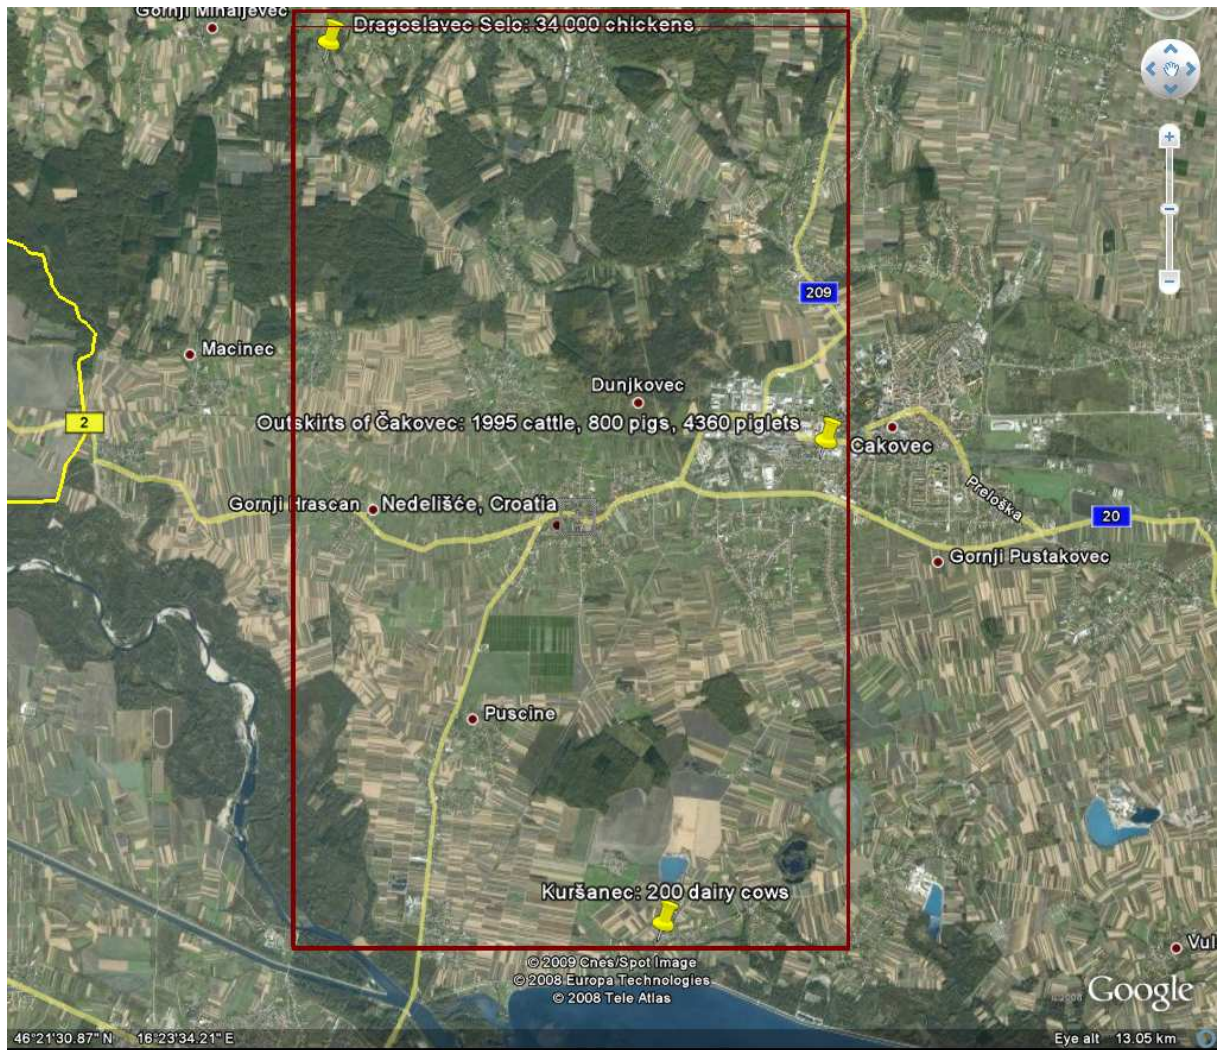 Gornji Mihaljevec
Dragoslavec Selo: 34 000 chickens
209
Macinec
Dunjkovec
2
Outskirts of Čakovec: 1995 cattle, 800 pigs, 4360 piglets
Cakovec
Gornji Hrascan
Nedelišće, Croatia
Preloška
20
Gornji Pustakovec
Puscine
Kuršanec: 200 dairy cows
Vul
© 2009 Cnes/Spot Image
© 2008 Europa Technologies
© 2008 Tele Atlas
Google
46°21'30.87" N 16°23'34.21" E
Eye alt 13.05 km